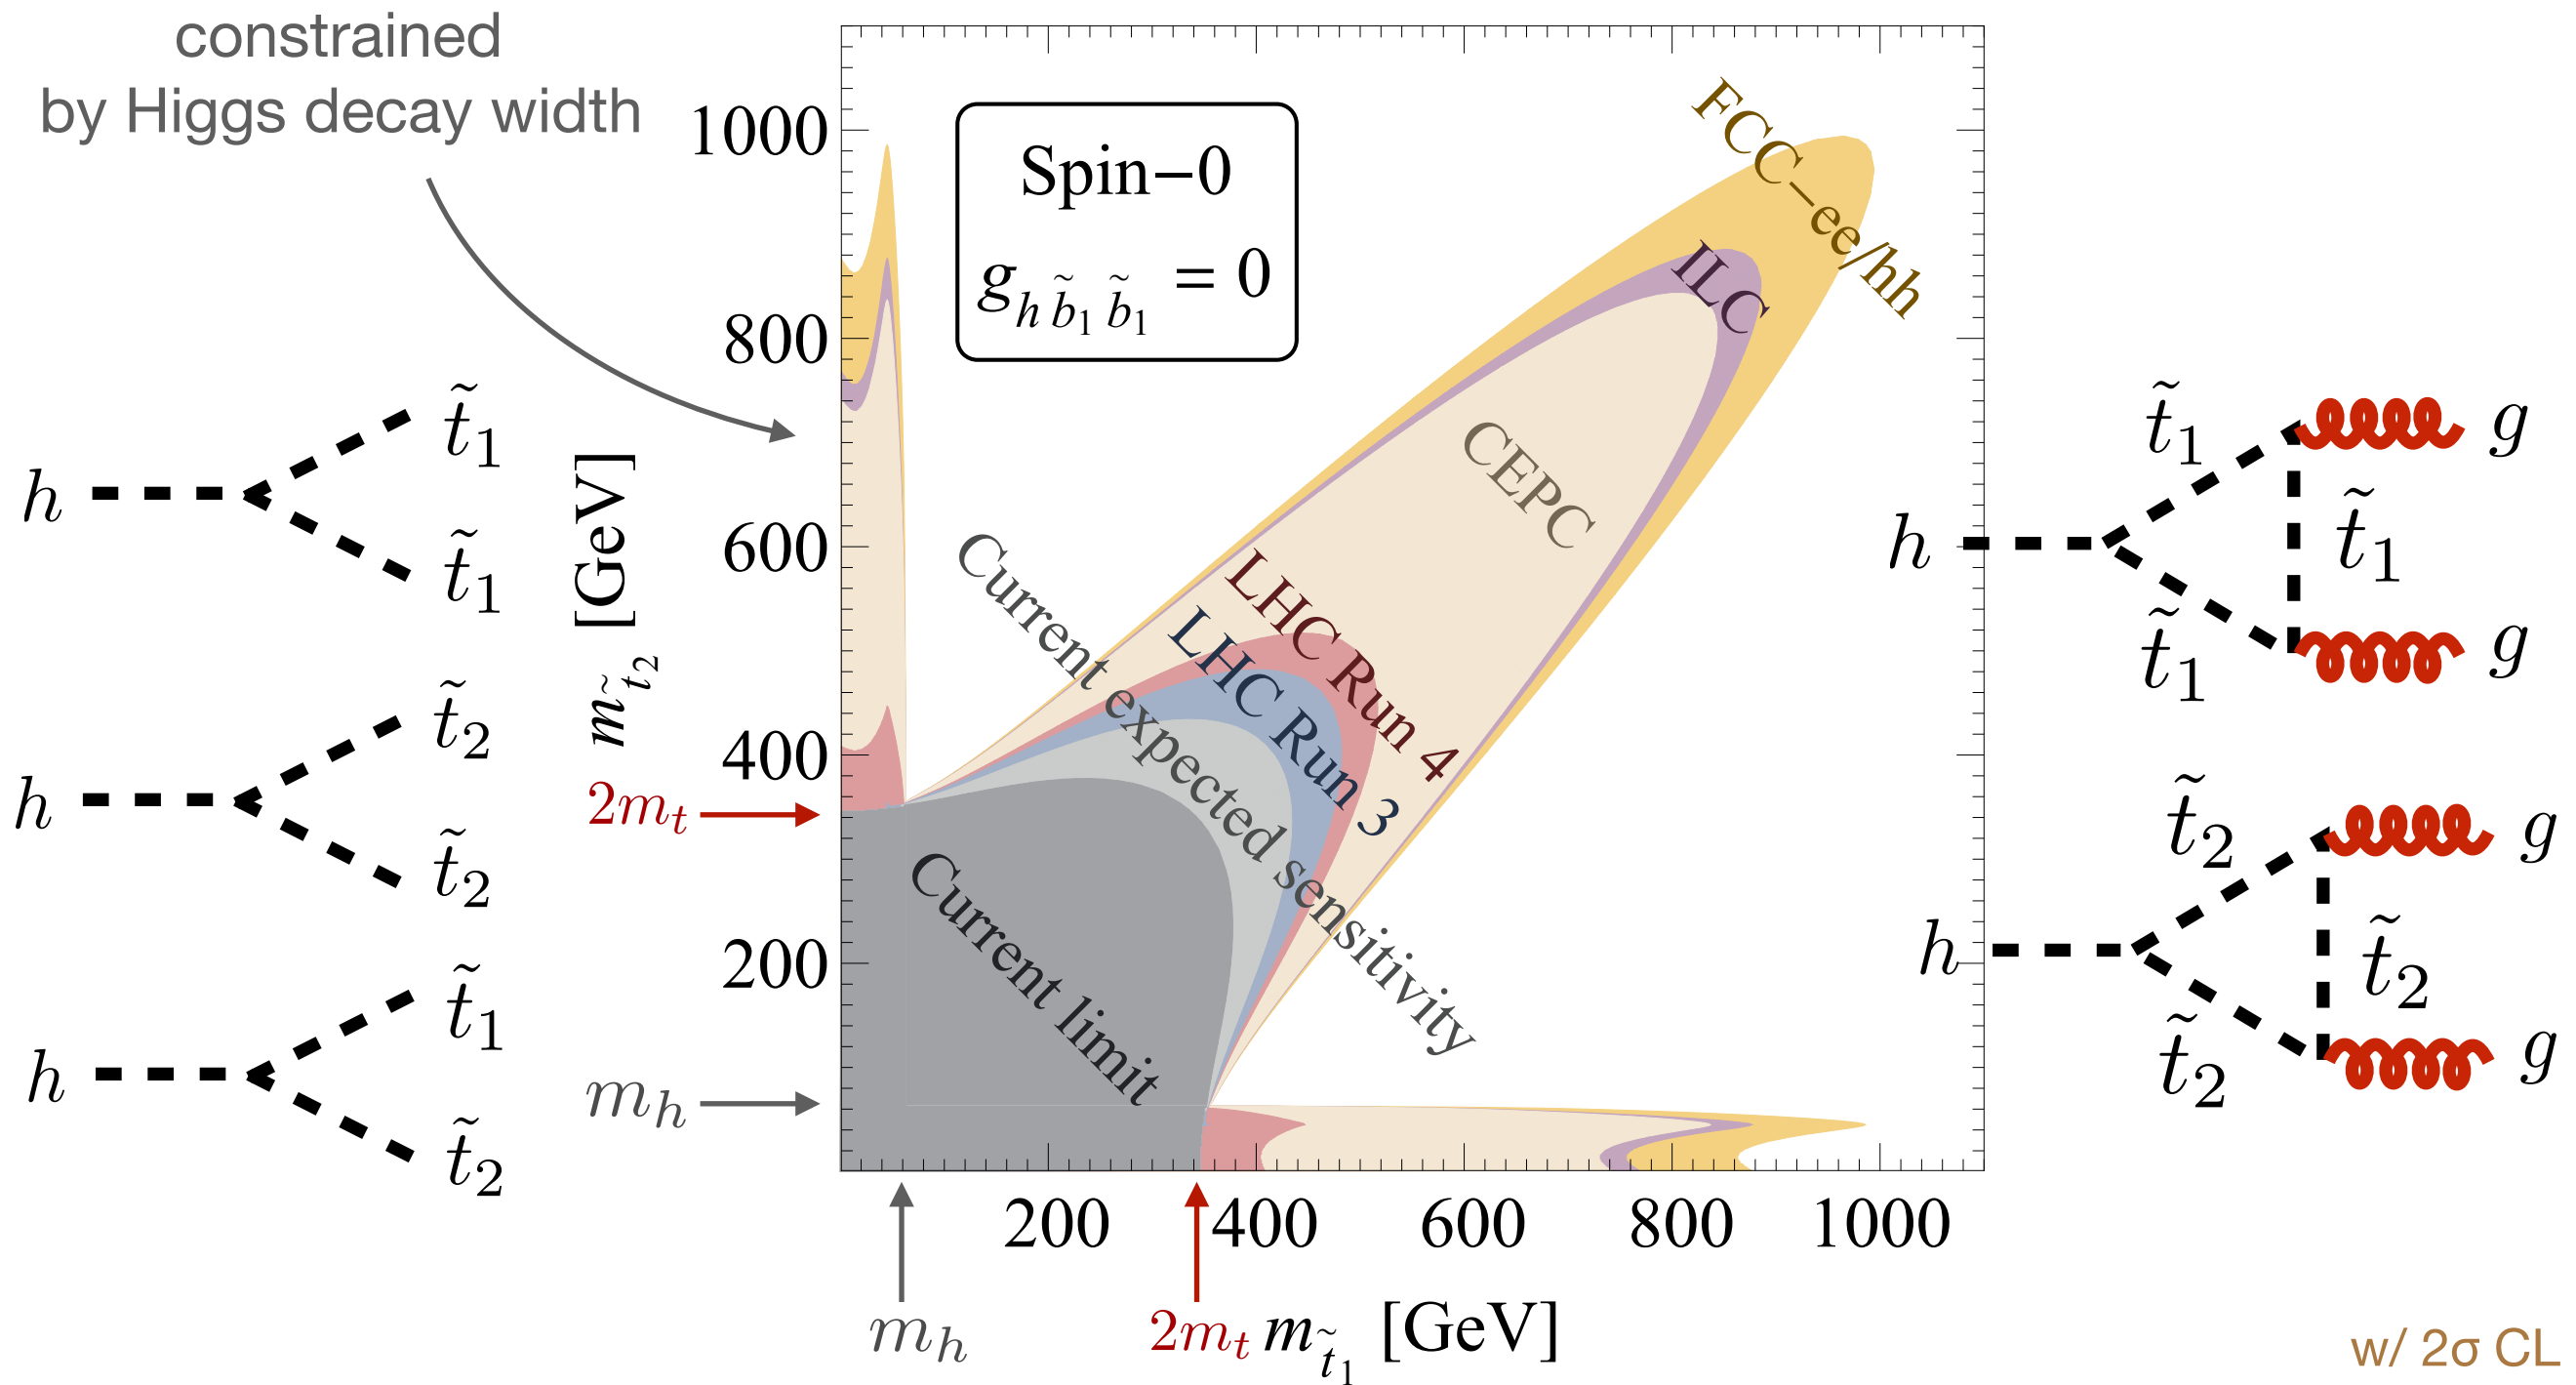 constrained
by Higgs decay width
h t̃₁
t̃₁
h t̃₂
t̃₂
h t̃₁
t̃₂
m_t̃₂ [GeV]
1000
800
600
400
200
2m_t
m_h
Spin−0
g_h b̃₁ b̃₁ = 0
FCC−ee/hh
ILC
CEPC
LHC Run 4
LHC Run 3
Current expected sensitivity
Current limit
200 400 600 800 1000
m_h
2m_t
m_t̃₁ [GeV]
t̃₁ g
h t̃₁
t̃₁ g
t̃₂ g
h t̃₂
t̃₂ g
w/ 2σ CL